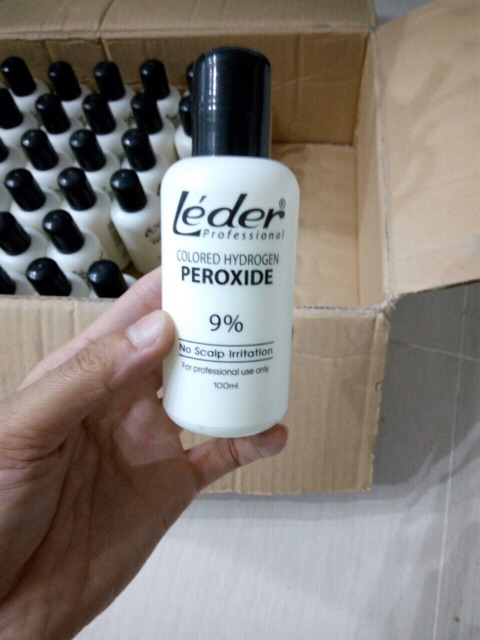 Léder®
Professional
COLORED HYDROGEN
PEROXIDE
9%
No Scalp Irritation
For professional use only
100ml